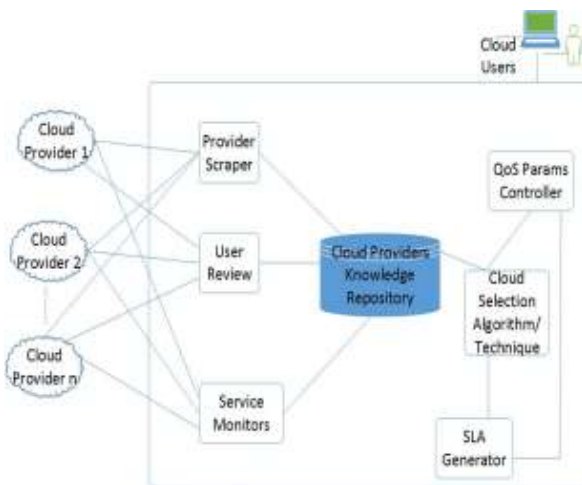 Cloud
Users
Cloud
Provider 1
Provider
Scraper
QoS Params
Controller
Cloud
Provider 2
User
Review
Cloud Providers
Knowledge
Repository
Cloud
Selection
Algorithm/
Technique
Cloud
Provider n
Service
Monitors
SLA
Generator